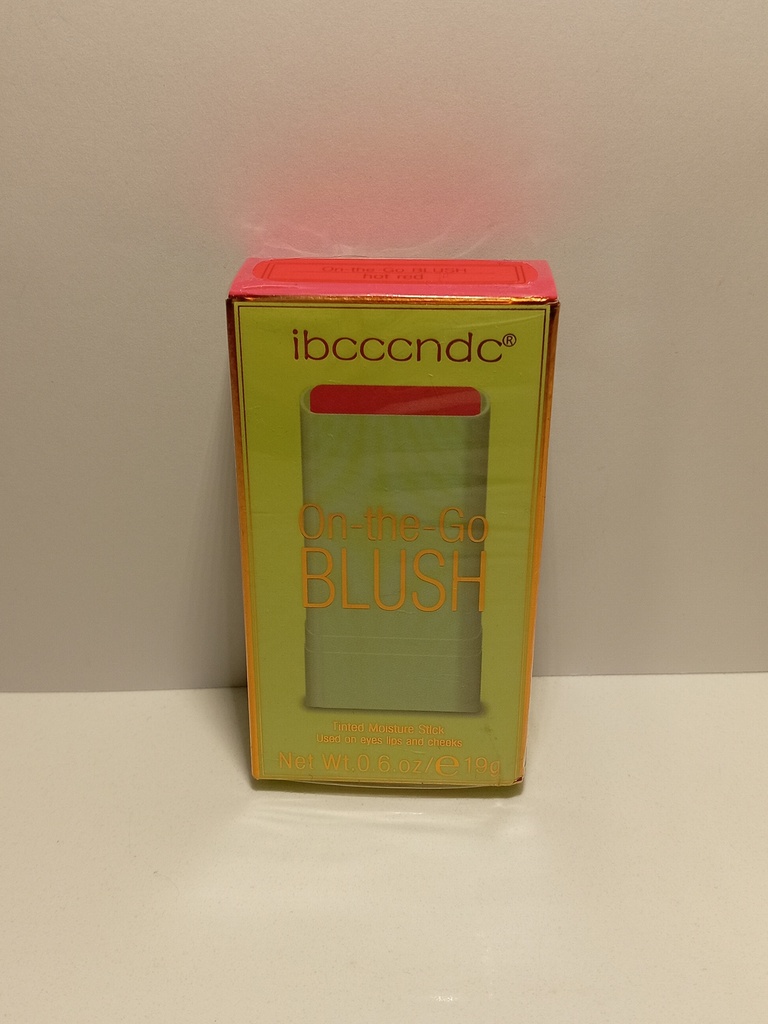 On-the-Go BLUSH
hot red
ibcccndc®
On-the-Go
BLUSH
Tinted Moisture Stick
Used on eyes lips and cheeks
Net Wt.0.6.oz/℮19g